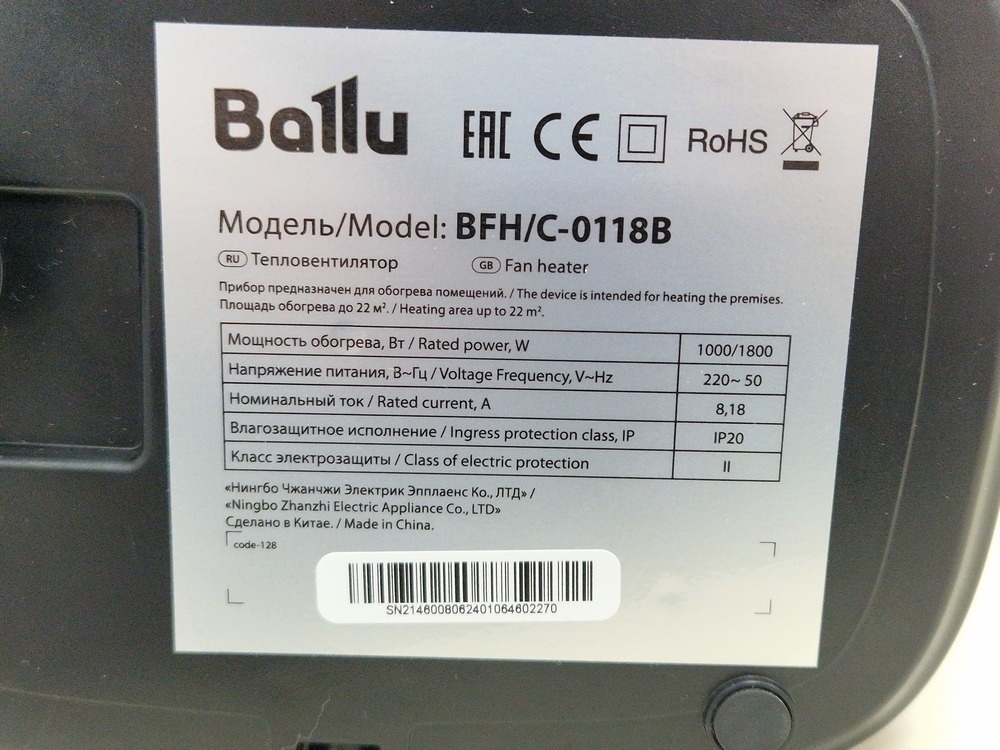 Ballu EAC CE RoHS
Модель/Model: BFH/C-0118B
RU Тепловентилятор GB Fan heater
Прибор предназначен для обогрева помещений. / The device is intended for heating the premises.
Площадь обогрева до 22 м². / Heating area up to 22 m².
Мощность обогрева, Вт / Rated power, W 1000/1800
Напряжение питания, В~Гц / Voltage Frequency, V~Hz 220~ 50
Номинальный ток / Rated current, A 8,18
Влагозащитное исполнение / Ingress protection class, IP IP20
Класс электрозащиты / Class of electric protection II
«Нингбо Чжанчжи Электрик Эпплаенс Ко., ЛТД» /
«Ningbo Zhanzhi Electric Appliance Co., LTD»
Сделано в Китае. / Made in China.
code-128
SN2146008062401064602270